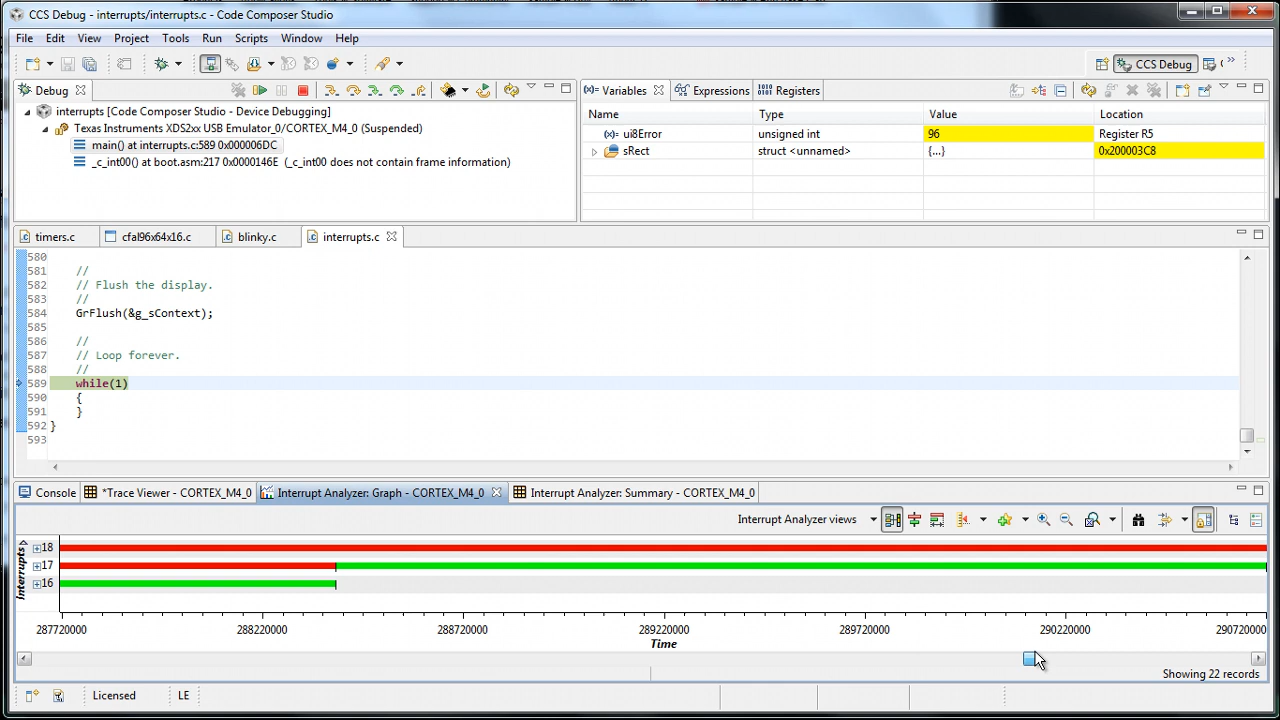 CCS Debug - interrupts/interrupts.c - Code Composer Studio
File Edit View Project Tools Run Scripts Window Help
CCS Debug
Debug
interrupts [Code Composer Studio - Device Debugging]
Texas Instruments XDS2xx USB Emulator_0/CORTEX_M4_0 (Suspended)
main() at interrupts.c:589 0x000006DC
_c_int00() at boot.asm:217 0x0000146E (_c_int00 does not contain frame information)
Variables Expressions Registers
Name Type Value Location
ui8Error unsigned int 96 Register R5
sRect struct <unnamed> {...} 0x200003C8
timers.c cfal96x64x16.c blinky.c interrupts.c
580
581 //
582 // Flush the display.
583 //
584 GrFlush(&g_sContext);
585
586 //
587 // Loop forever.
588 //
589 while(1)
590 {
591 }
592 }
593
Console *Trace Viewer - CORTEX_M4_0 Interrupt Analyzer: Graph - CORTEX_M4_0 Interrupt Analyzer: Summary - CORTEX_M4_0
Interrupt Analyzer views
Interrupts
18
17
16
287720000 288220000 288720000 289220000 289720000 290220000 290720000
Time
Showing 22 records
Licensed LE